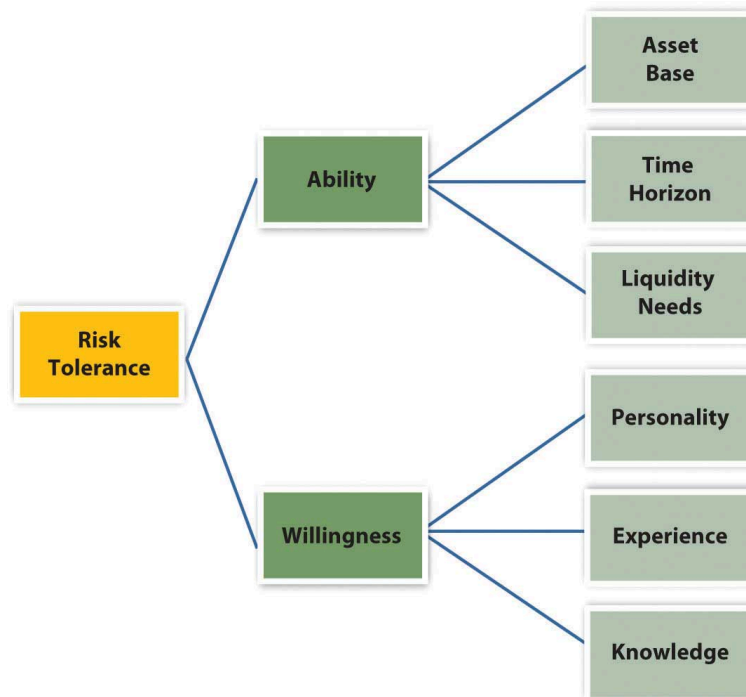 Risk
Tolerance
Ability
Asset
Base
Time
Horizon
Liquidity
Needs
Willingness
Personality
Experience
Knowledge